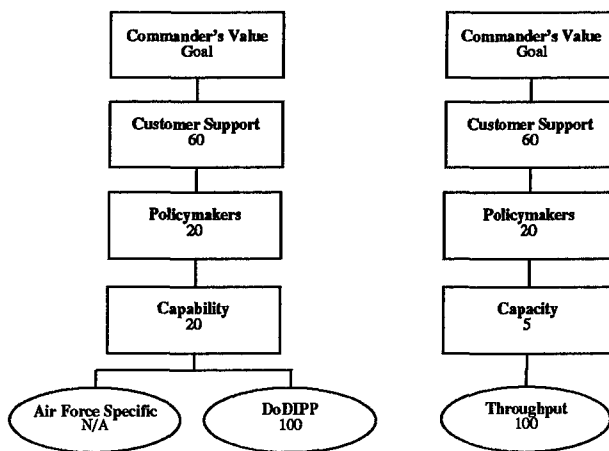 Commander's Value
Goal
Customer Support
60
Policymakers
20
Capability
20
Air Force Specific
N/A
DoDIPP
100
Commander's Value
Goal
Customer Support
60
Policymakers
20
Capacity
5
Throughput
100